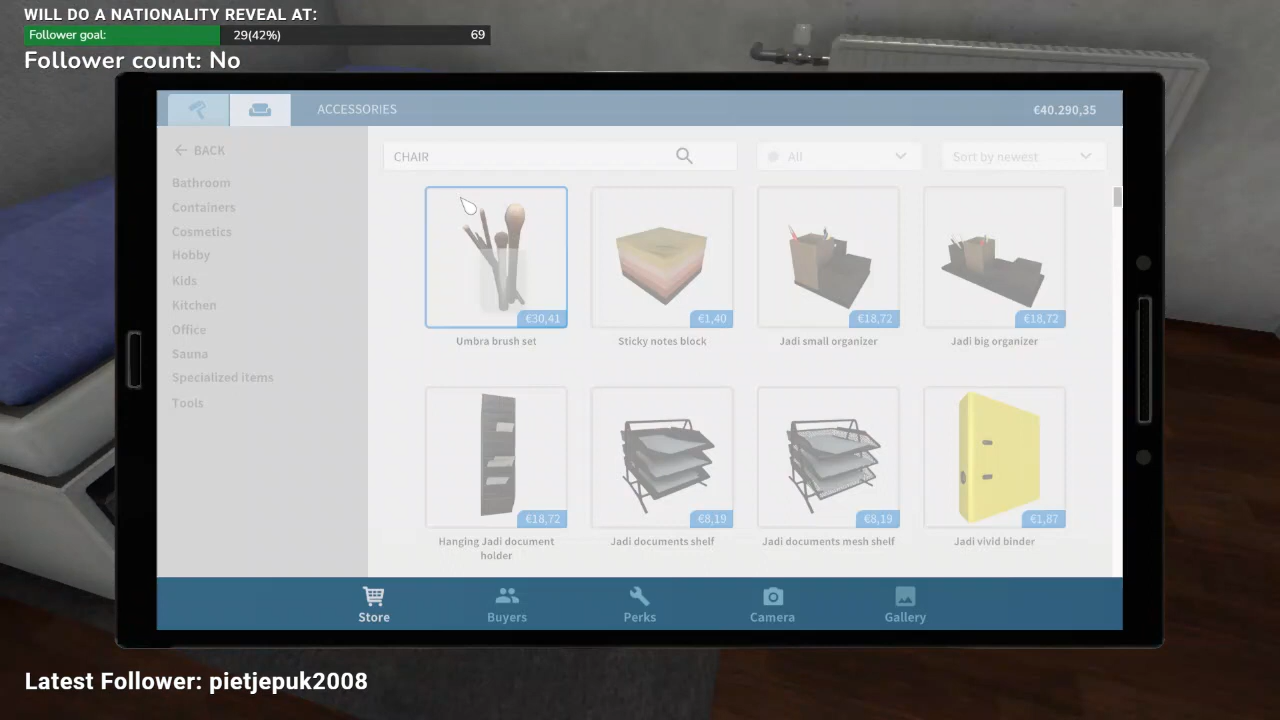 WILL DO A NATIONALITY REVEAL AT:
Follower goal: 29(42%) 69
Follower count: No
ACCESSORIES €40.290,35
BACK
CHAIR All Sort by newest
Bathroom
Containers
Cosmetics
Hobby
Kids
Kitchen
Office
Sauna
Specialized items
Tools
€30,41 €1,40 €18,72 €18,72
Umbra brush set Sticky notes block Jadi small organizer Jadi big organizer
€18,72 €8,19 €8,19 €1,87
Hanging Jadi document Jadi documents shelf Jadi documents mesh shelf Jadi vivid binder
holder
Store Buyers Perks Camera Gallery
Latest Follower: pietjepuk2008